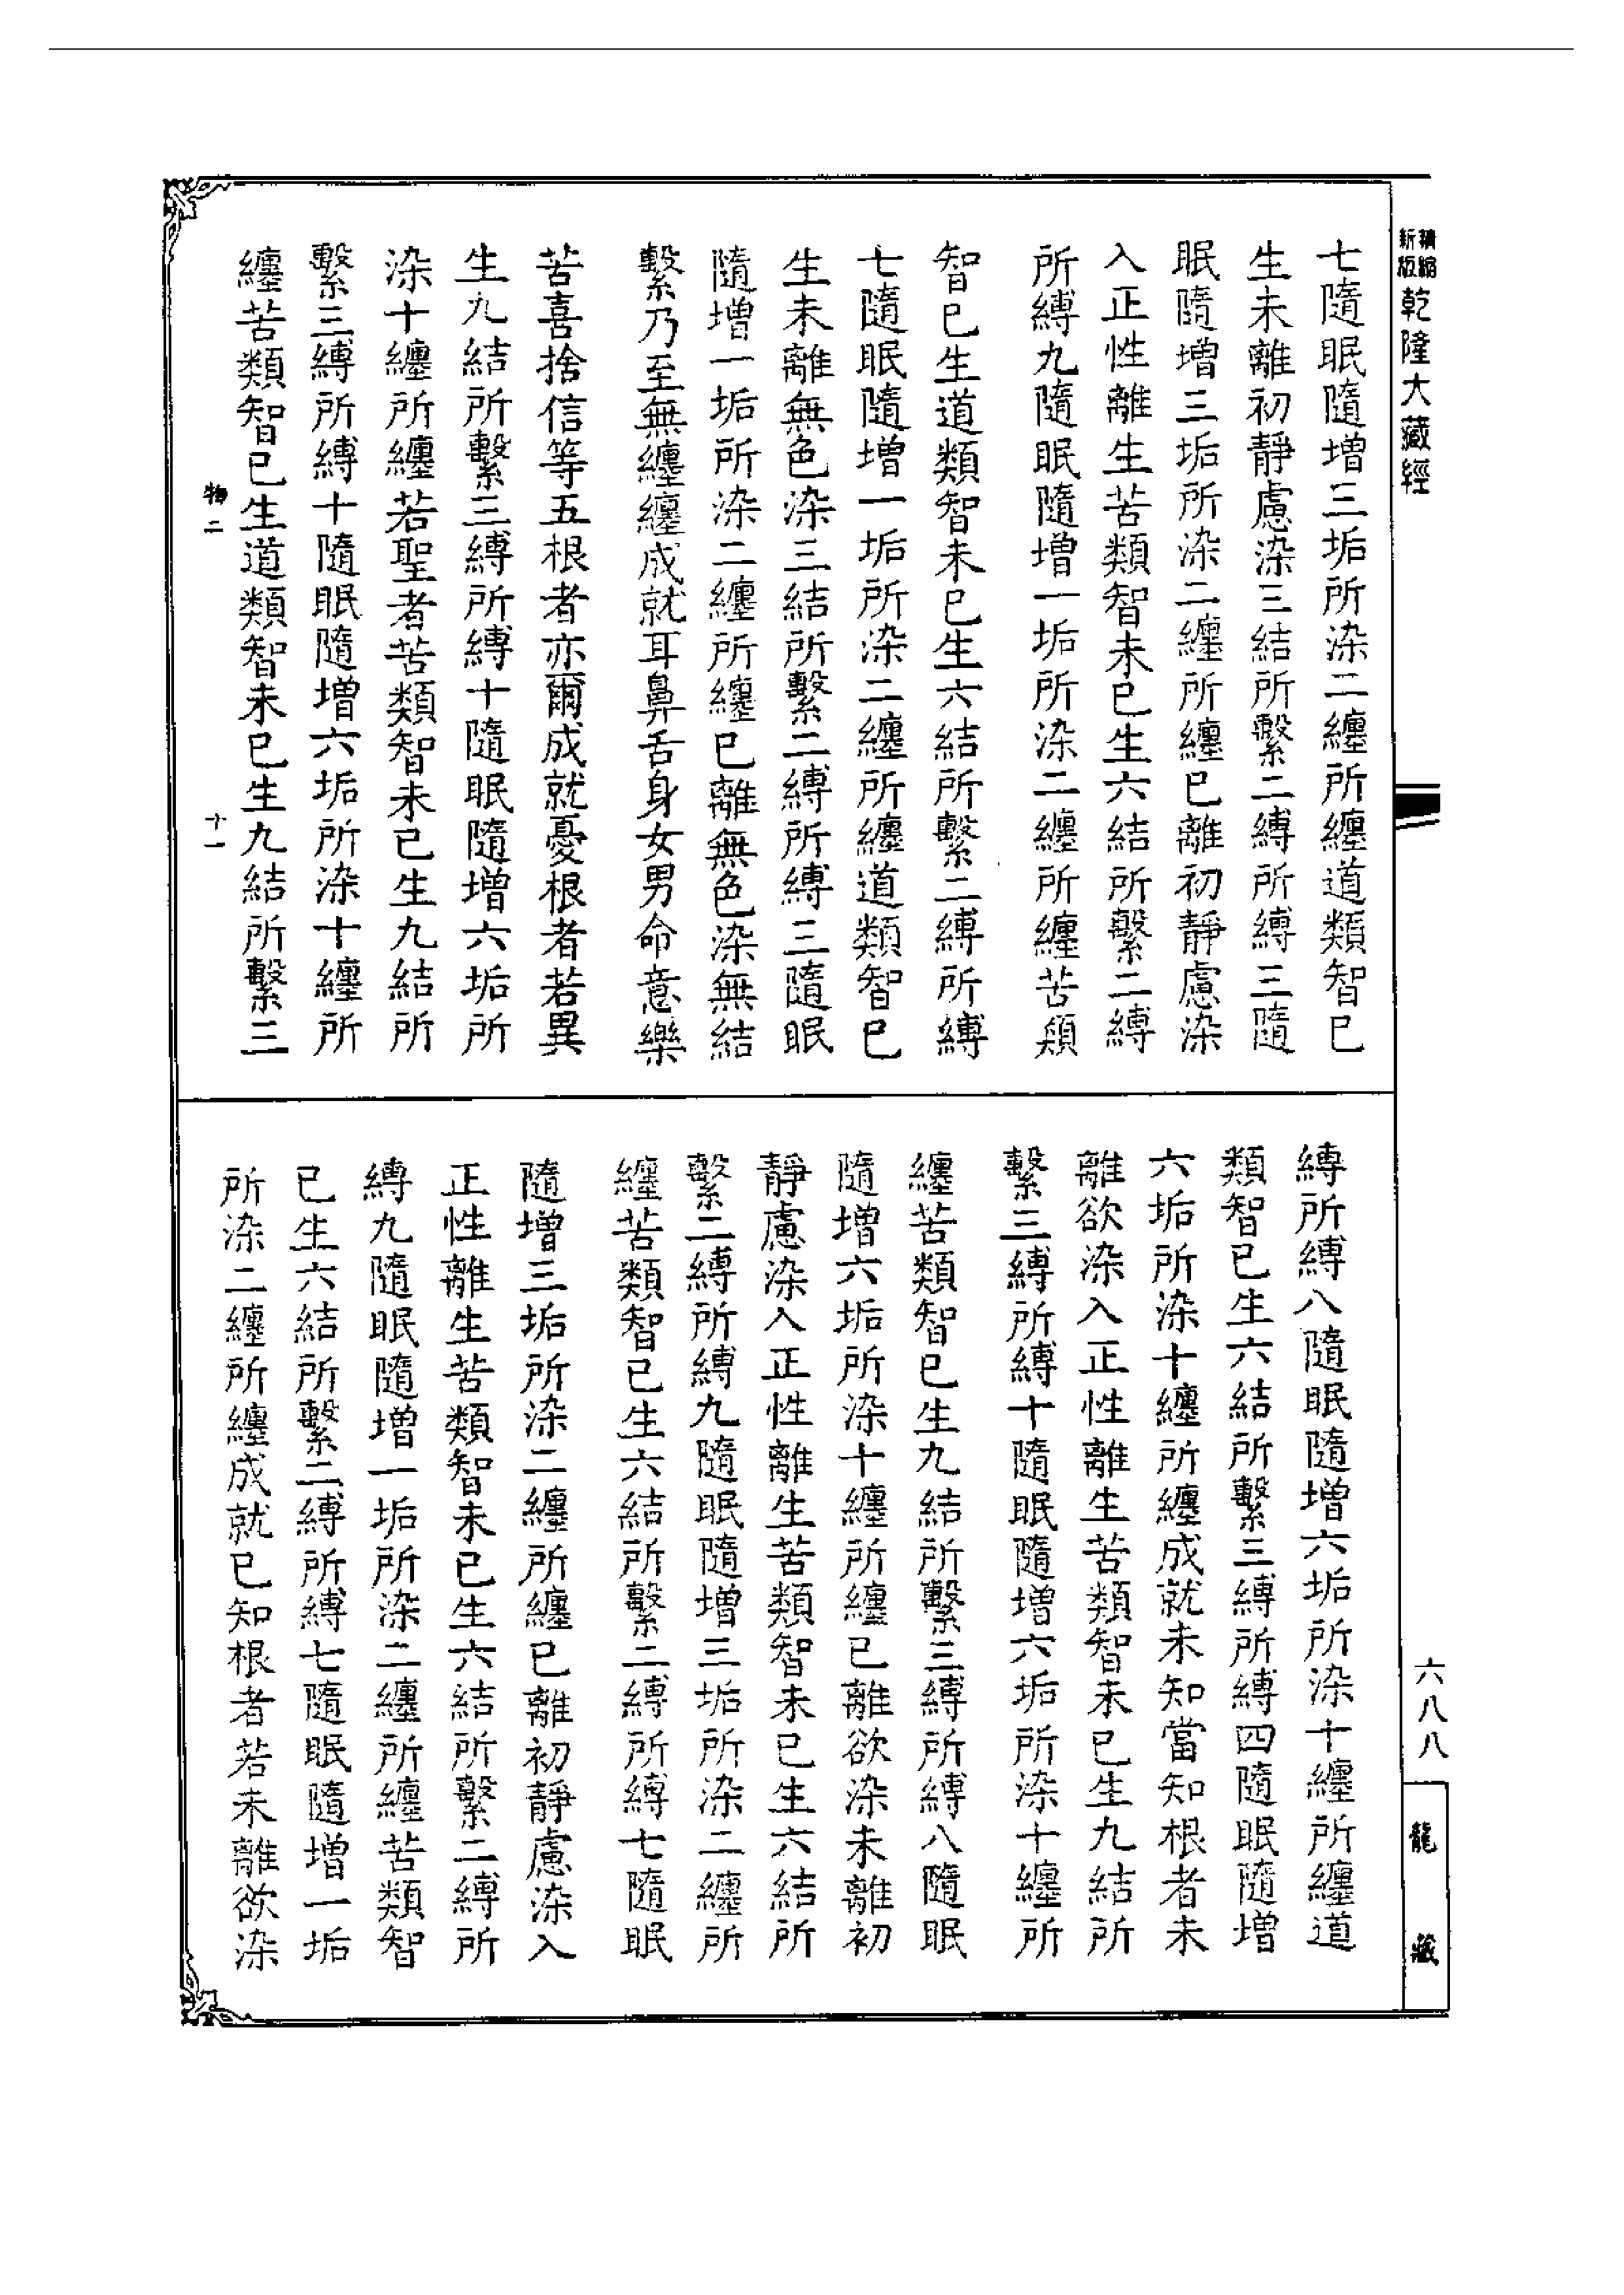 精縮新版乾隆大藏經
七隨眠隨增三垢所染二纏所纏道類智已
生未離初靜慮染三結所繫二縛所縛三隨
眠隨增三垢所染二纏所纏已離初靜慮染
入正性離生苦類智未已生六結所繫二縛
所縛九隨眠隨增一垢所染二纏所纏苦類
智已生道類智未已生六結所繫二縛所縛
七隨眠隨增一垢所染二纏所纏道類智已
生未離無色染三結所繫二縛所縛三隨眠
隨增一垢所染二纏所纏已離無色染無結
繫乃至無纏纏成就耳鼻舌身女男命意樂
苦喜捨信等五根者亦爾成就憂根者若異
生九結所繫三縛所縛十隨眠隨增六垢所
染十纏所纏若聖者苦類智未已生九結所
繫三縛所縛十隨眠隨增六垢所染十纏所
纏苦類智已生道類智未已生九結所繫三
物二
十一
縛所縛八隨眠隨增六垢所染十纏所纏道
類智已生六結所繫三縛所縛四隨眠隨增
六垢所染十纏所纏成就未知當知根者未
離欲染入正性離生苦類智未已生九結所
繫三縛所縛十隨眠隨增六垢所染十纏所
纏苦類智已生九結所繫三縛所縛八隨眠
隨增六垢所染十纏所纏已離欲染未離初
靜慮染入正性離生苦類智未已生六結所
繫二縛所縛九隨眠隨增三垢所染二纏所
纏苦類智已生六結所繫二縛所縛七隨眠
隨增三垢所染二纏所纏已離初靜慮染入
正性離生苦類智未已生六結所繫二縛所
縛九隨眠隨增一垢所染二纏所纏苦類智
已生六結所繫二縛所縛七隨眠隨增一垢
所染二纏所纏成就已知根者若未離欲染
六八八
龍藏